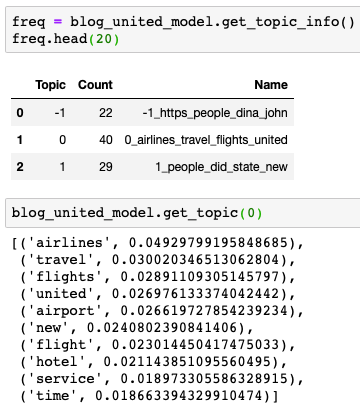 freq = blog_united_model.get_topic_info()
freq.head(20)
Topic Count Name
0 -1 22 -1_https_people_dina_john
1 0 40 0_airlines_travel_flights_united
2 1 29 1_people_did_state_new
blog_united_model.get_topic(0)
[('airlines', 0.04929799195848685),
('travel', 0.030020346513062804),
('flights', 0.02891109305145797),
('united', 0.026976133374042442),
('airport', 0.026619727854239234),
('new', 0.0240802390841406),
('flight', 0.023014450417475033),
('hotel', 0.021143851095560495),
('service', 0.018973305586328915),
('time', 0.018663394329910474)]